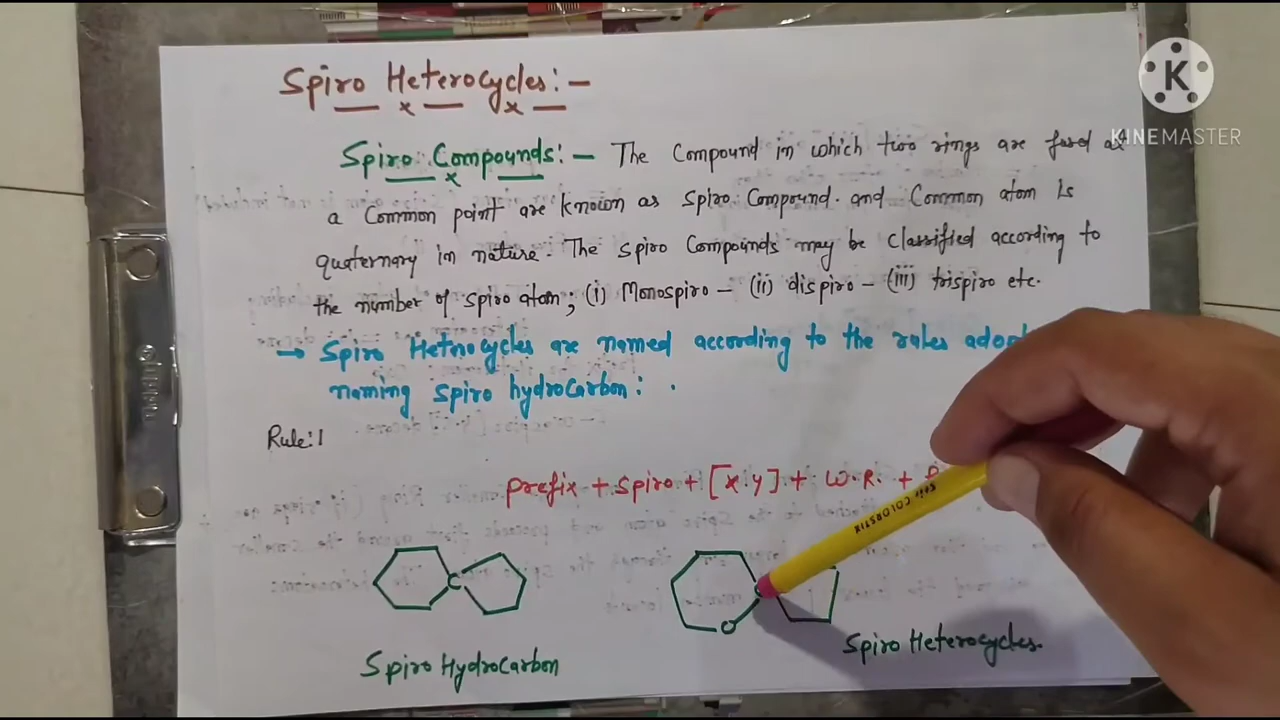 Spiro Heterocycles:-
Spiro Compounds:- The Compound in which two rings are fused at
a Common point are known as Spiro Compound. and Common atom is
quaternary in nature. The Spiro Compounds may be classified according to
the number of spiro atom; (i) Monospiro- (ii) dispiro- (iii) trispiro etc.
→ Spiro Hetrocycles are named according to the rules
naming spiro hydrocarbon:
Rule:1
prefix + spiro + [x.y] + W.R. +
C
C
O
Spiro Hydrocarbon
Spiro Heterocycles.
K
KINEMASTER
Soft COLORSTIX